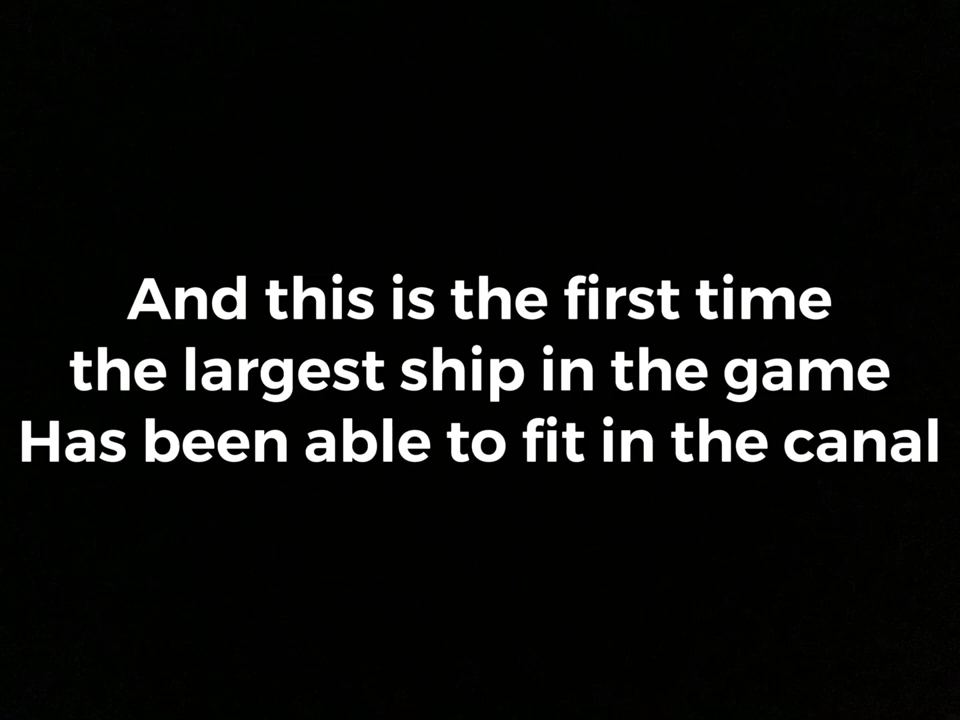 And this is the first time
the largest ship in the game
Has been able to fit in the canal